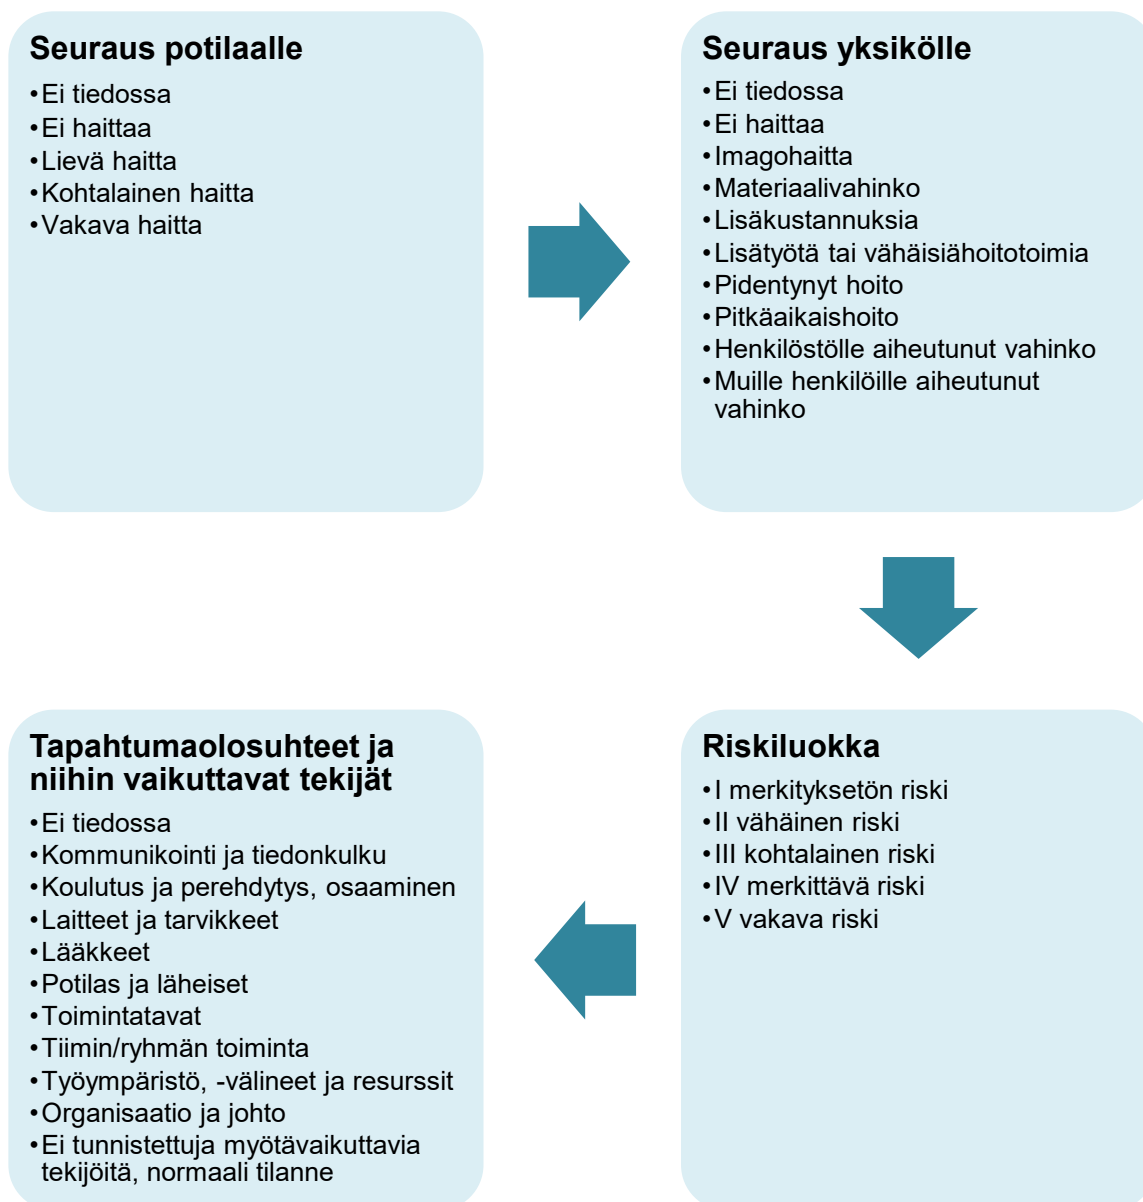 Seuraus potilaalle
•Ei tiedossa
•Ei haittaa
•Lievä haitta
•Kohtalainen haitta
•Vakava haitta
Seuraus yksikölle
•Ei tiedossa
•Ei haittaa
•Imagohaitta
•Materiaalivahinko
•Lisäkustannuksia
•Lisätyötä tai vähäisiähoitotoimia
•Pidentynyt hoito
•Pitkäaikaishoito
•Henkilöstölle aiheutunut vahinko
•Muille henkilöille aiheutunut
vahinko
Riskiluokka
•I merkityksetön riski
•II vähäinen riski
•III kohtalainen riski
•IV merkittävä riski
•V vakava riski
Tapahtumaolosuhteet ja
niihin vaikuttavat tekijät
•Ei tiedossa
•Kommunikointi ja tiedonkulku
•Koulutus ja perehdytys, osaaminen
•Laitteet ja tarvikkeet
•Lääkkeet
•Potilas ja läheiset
•Toimintatavat
•Tiimin/ryhmän toiminta
•Työympäristö, -välineet ja resurssit
•Organisaatio ja johto
•Ei tunnistettuja myötävaikuttavia
tekijöitä, normaali tilanne